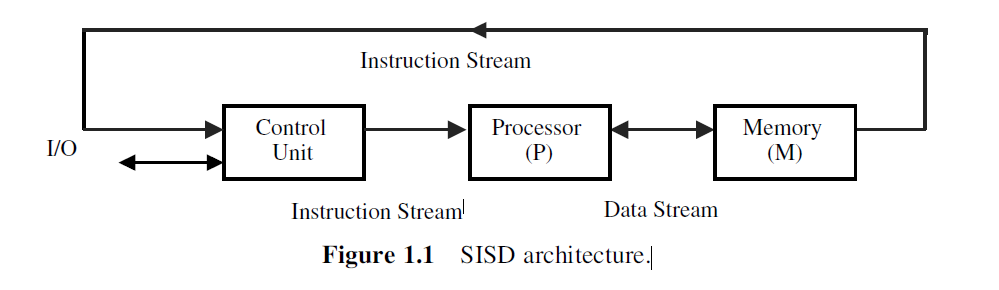 Instruction Stream
Control
Unit
Processor
(P)
Memory
(M)
I/O
Instruction Stream
Data Stream
Figure 1.1 SISD architecture.